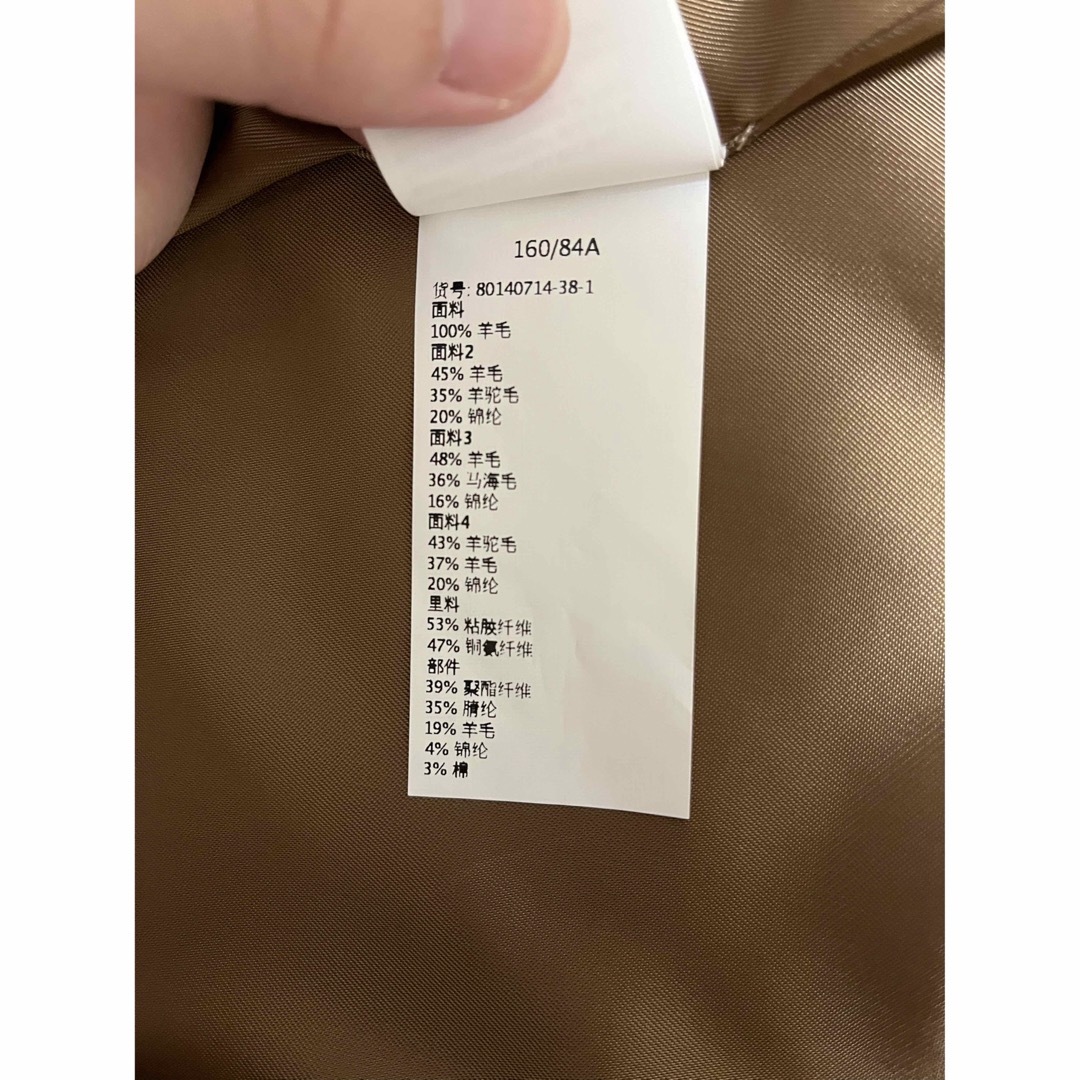 160/84A
货号: 80140714-38-1
面料
100% 羊毛
面料2
45% 羊毛
35% 羊驼毛
20% 锦纶
面料3
48% 羊毛
36% 马海毛
16% 锦纶
面料4
43% 羊驼毛
37% 羊毛
20% 锦纶
里料
53% 粘胶纤维
47% 铜氨纤维
部件
39% 聚酯纤维
35% 腈纶
19% 羊毛
4% 锦纶
3% 棉